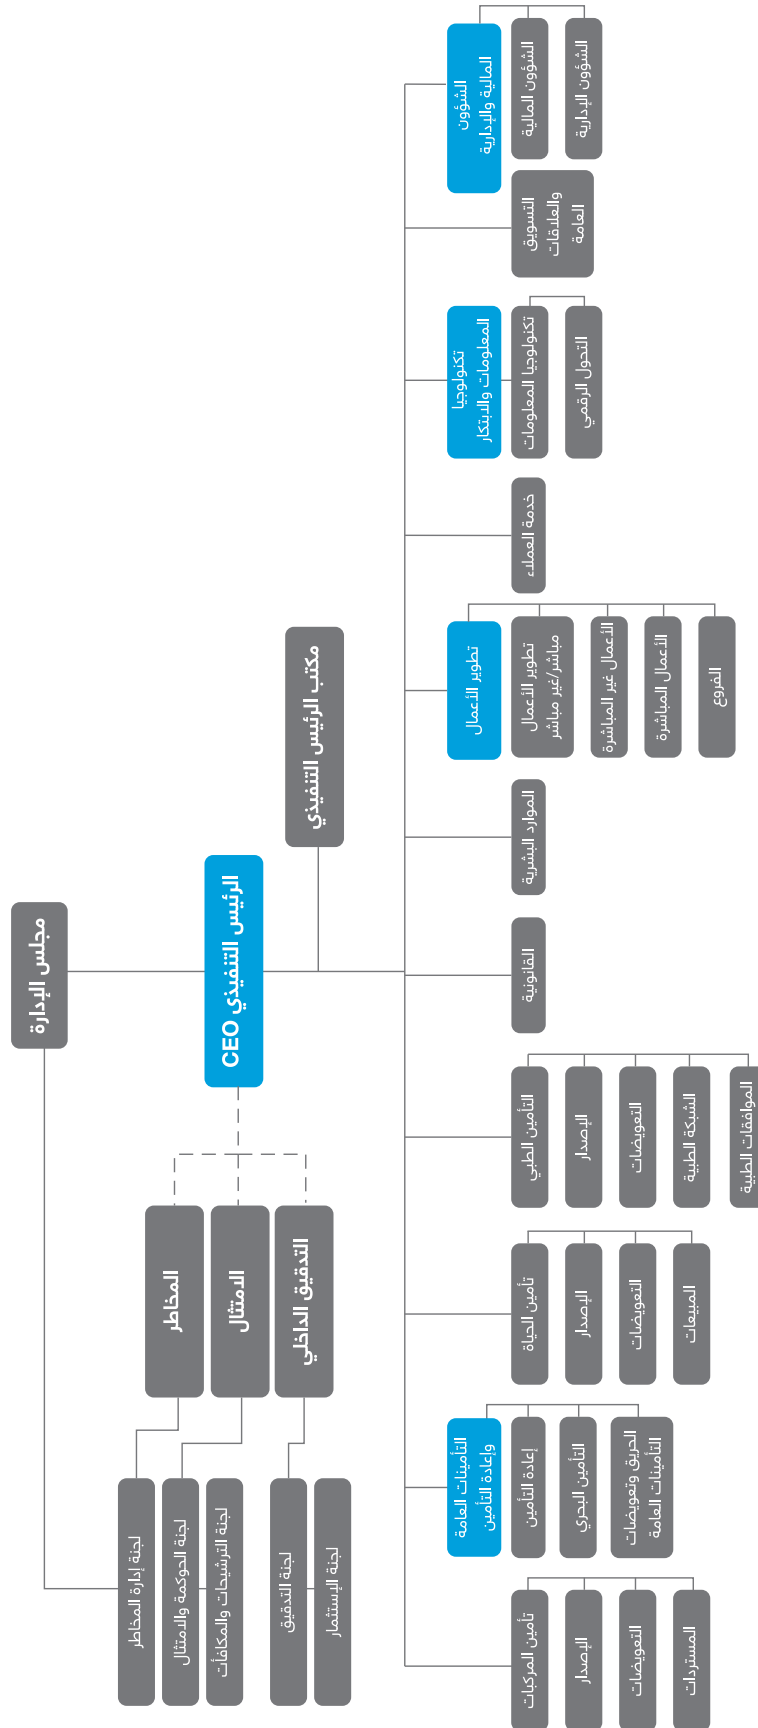 مجلس الإدارة
الرئيس التنفيذي CEO
مكتب الرئيس التنفيذي
المخاطر
الامتثال
التدقيق الداخلي
لجنة إدارة المخاطر
لجنة الحوكمة والامتثال
لجنة الترشيحات والمكافآت
لجنة التدقيق
لجنة الإستثمار
الشؤون
المالية والإدارية
الشؤون المالية
الشؤون الإدارية
التسويق
والعلاقات
العامة
تكنولوجيا
المعلومات والابتكار
تكنولوجيا المعلومات
التحول الرقمي
خدمة العملاء
تطوير الأعمال
تطوير الأعمال
مباشر/غير مباشر
الأعمال غير المباشرة
الأعمال المباشرة
الفروع
الموارد البشرية
القانونية
التأمين الطبي
الإصدار
التعويضات
الشبكة الطبية
الموافقات الطبية
تأمين الحياة
الإصدار
التعويضات
المبيعات
التأمينات العامة
وإعادة التأمين
إعادة التأمين
التأمين البحري
الحريق وتعويضات
التأمينات العامة
تأمين المركبات
الإصدار
التعويضات
المستردات